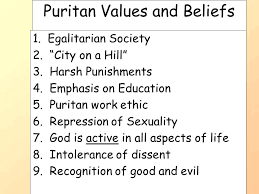 Puritan Values and Beliefs
1. Egalitarian Society
2. "City on a Hill"
3. Harsh Punishments
4. Emphasis on Education
5. Puritan work ethic
6. Repression of Sexuality
7. God is active in all aspects of life
8. Intolerance of dissent
9. Recognition of good and evil